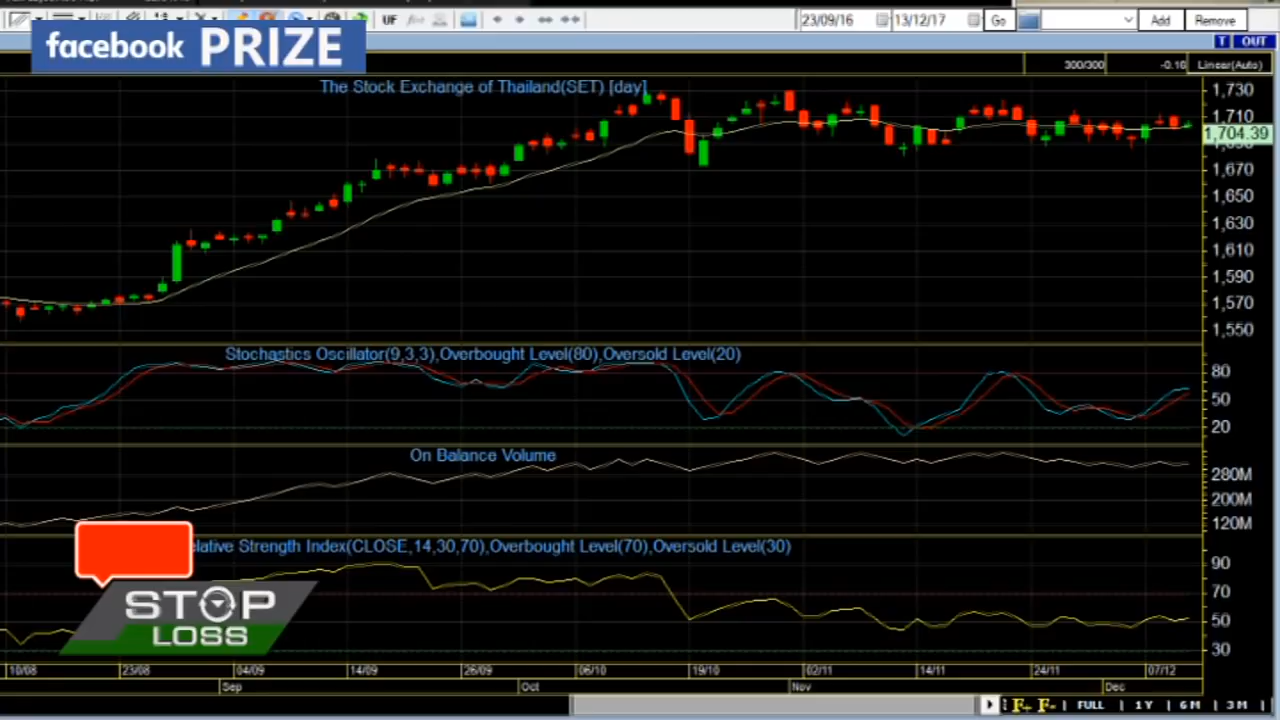 UF
23/09/16
13/12/17
Go
Add
Remove
facebook PRIZE
T OUT
300/300
-0.16
Linear(Auto)
The Stock Exchange of Thailand(SET) [day]
1,730
1,710
1,704.39
1,670
1,650
1,630
1,610
1,590
1,570
1,550
Stochastics Oscillator(9,3,3),Overbought Level(80),Oversold Level(20)
80
50
20
On Balance Volume
280M
200M
120M
elative Strength Index(CLOSE,14,30,70),Overbought Level(70),Oversold Level(30)
90
70
50
30
STOP
LOSS
10/08 23/08 04/09 14/09 26/09 06/10 19/10 02/11 14/11 24/11 07/12
Sep Oct Nov Dec
F+ F- FULL 1Y 6M 3M